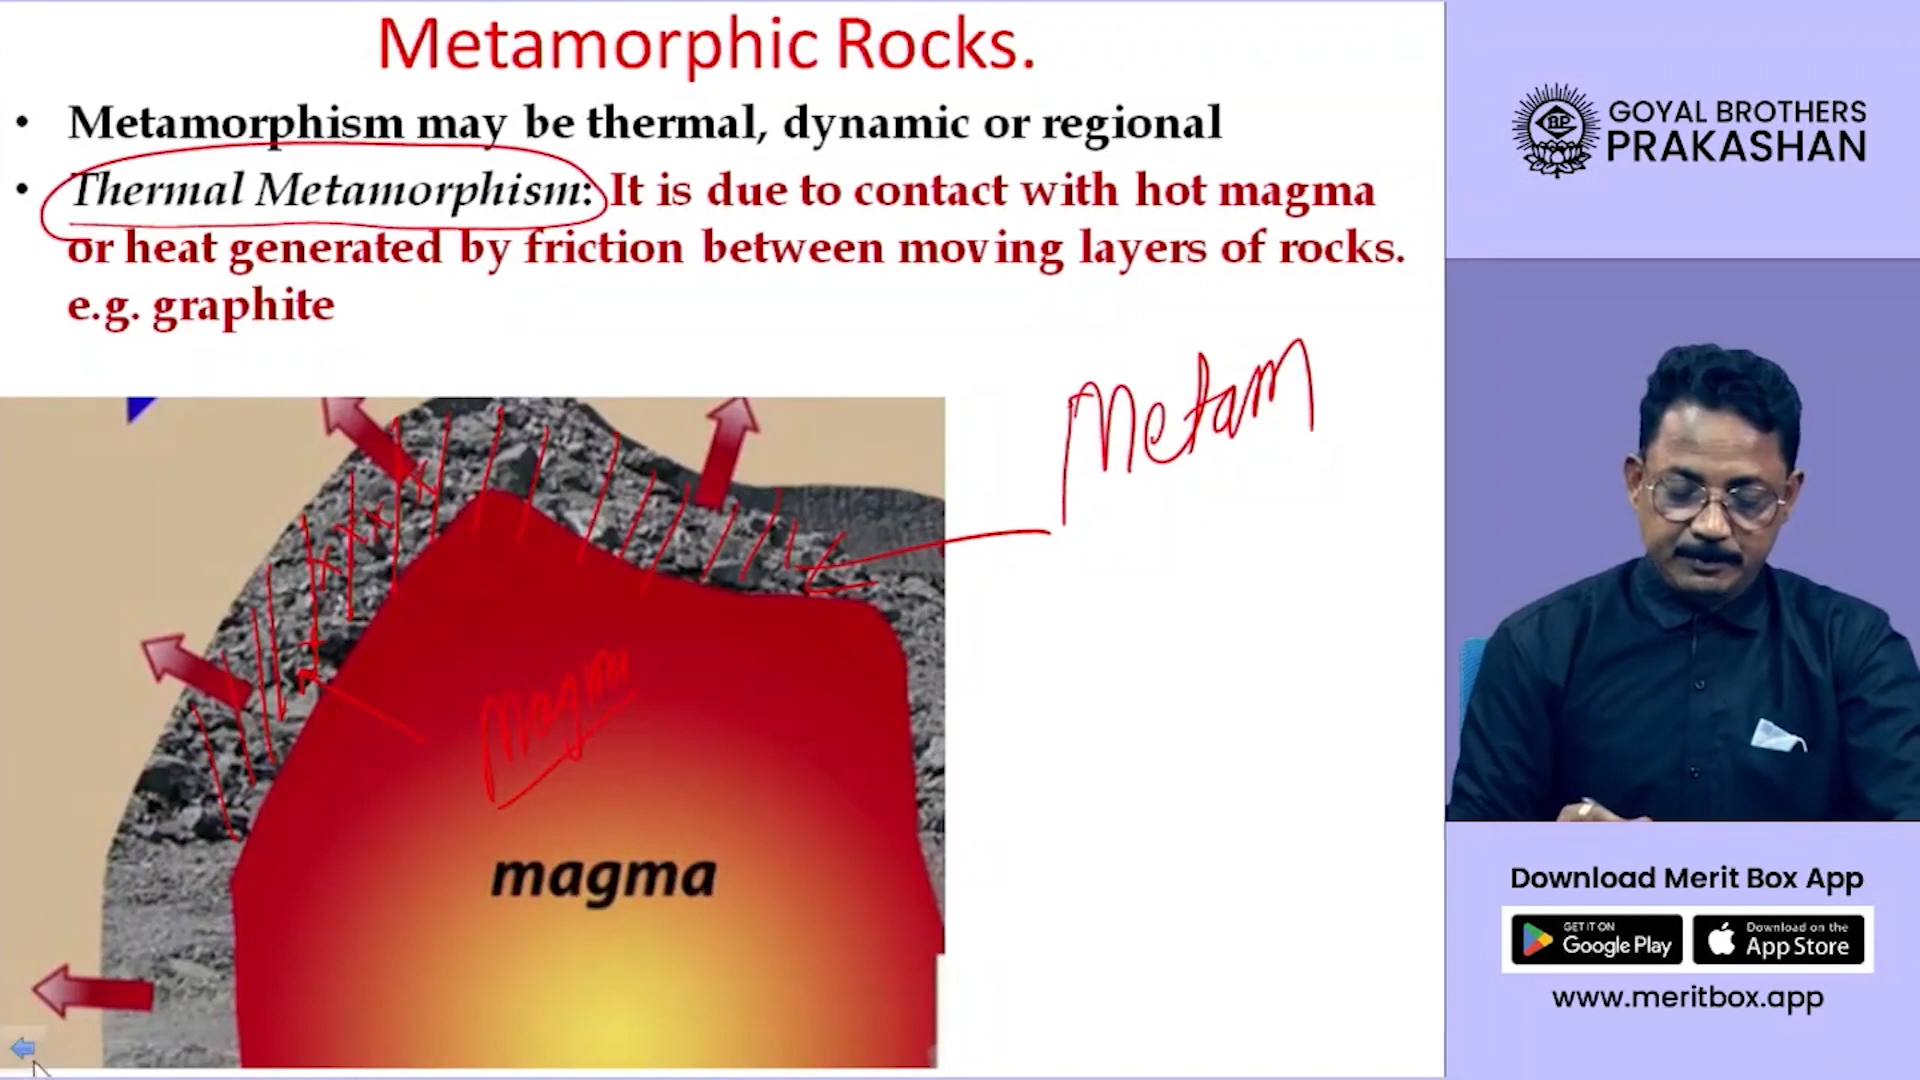 Metamorphic Rocks.
• Metamorphism may be thermal, dynamic or regional
• Thermal Metamorphism: It is due to contact with hot magma
or heat generated by friction between moving layers of rocks.
e.g. graphite
Metam
Magma
magma
GOYAL BROTHERS
PRAKASHAN
Download Merit Box App
GET IT ON
Google Play
Download on the
App Store
www.meritbox.app